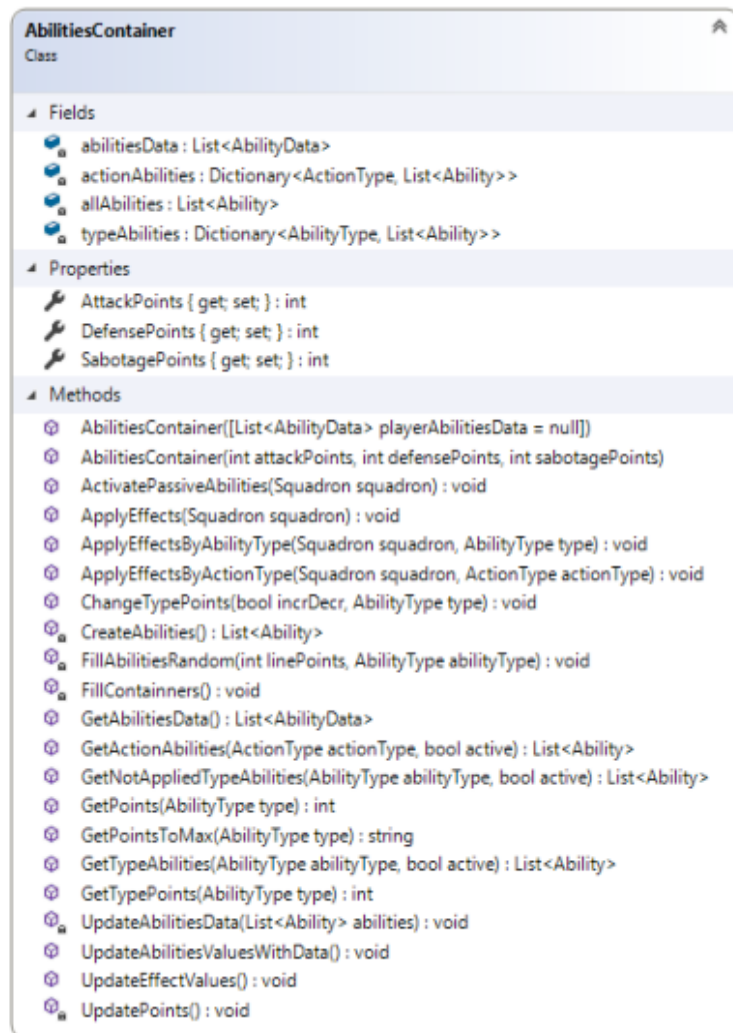 AbilitiesContainer
Class
Fields
abilitiesData : List<AbilityData>
actionAbilities : Dictionary<ActionType, List<Ability>>
allAbilities : List<Ability>
typeAbilities : Dictionary<AbilityType, List<Ability>>
Properties
AttackPoints { get; set; } : int
DefensePoints { get; set; } : int
SabotagePoints { get; set; } : int
Methods
AbilitiesContainer([List<AbilityData> playerAbilitiesData = null])
AbilitiesContainer(int attackPoints, int defensePoints, int sabotagePoints)
ActivatePassiveAbilities(Squadron squadron) : void
ApplyEffects(Squadron squadron) : void
ApplyEffectsByAbilityType(Squadron squadron, AbilityType type) : void
ApplyEffectsByActionType(Squadron squadron, ActionType actionType) : void
ChangeTypePoints(bool incrDecr, AbilityType type) : void
CreateAbilities() : List<Ability>
FillAbilitiesRandom(int linePoints, AbilityType abilityType) : void
FillContainners() : void
GetAbilitiesData() : List<AbilityData>
GetActionAbilities(ActionType actionType, bool active) : List<Ability>
GetNotAppliedTypeAbilities(AbilityType abilityType, bool active) : List<Ability>
GetPoints(AbilityType type) : int
GetPointsToMax(AbilityType type) : string
GetTypeAbilities(AbilityType abilityType, bool active) : List<Ability>
GetTypePoints(AbilityType type) : int
UpdateAbilitiesData(List<Ability> abilities) : void
UpdateAbilitiesValuesWithData() : void
UpdateEffectValues() : void
UpdatePoints() : void